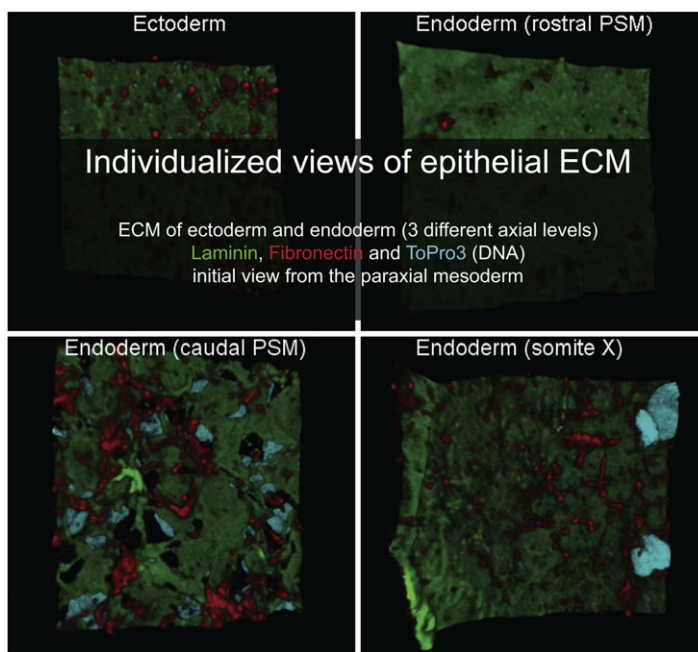 Ectoderm
Endoderm (rostral PSM)
Individualized views of epithelial ECM
ECM of ectoderm and endoderm (3 different axial levels)
Laminin, Fibronectin and ToPro3 (DNA)
initial view from the paraxial mesoderm
Endoderm (caudal PSM)
Endoderm (somite X)